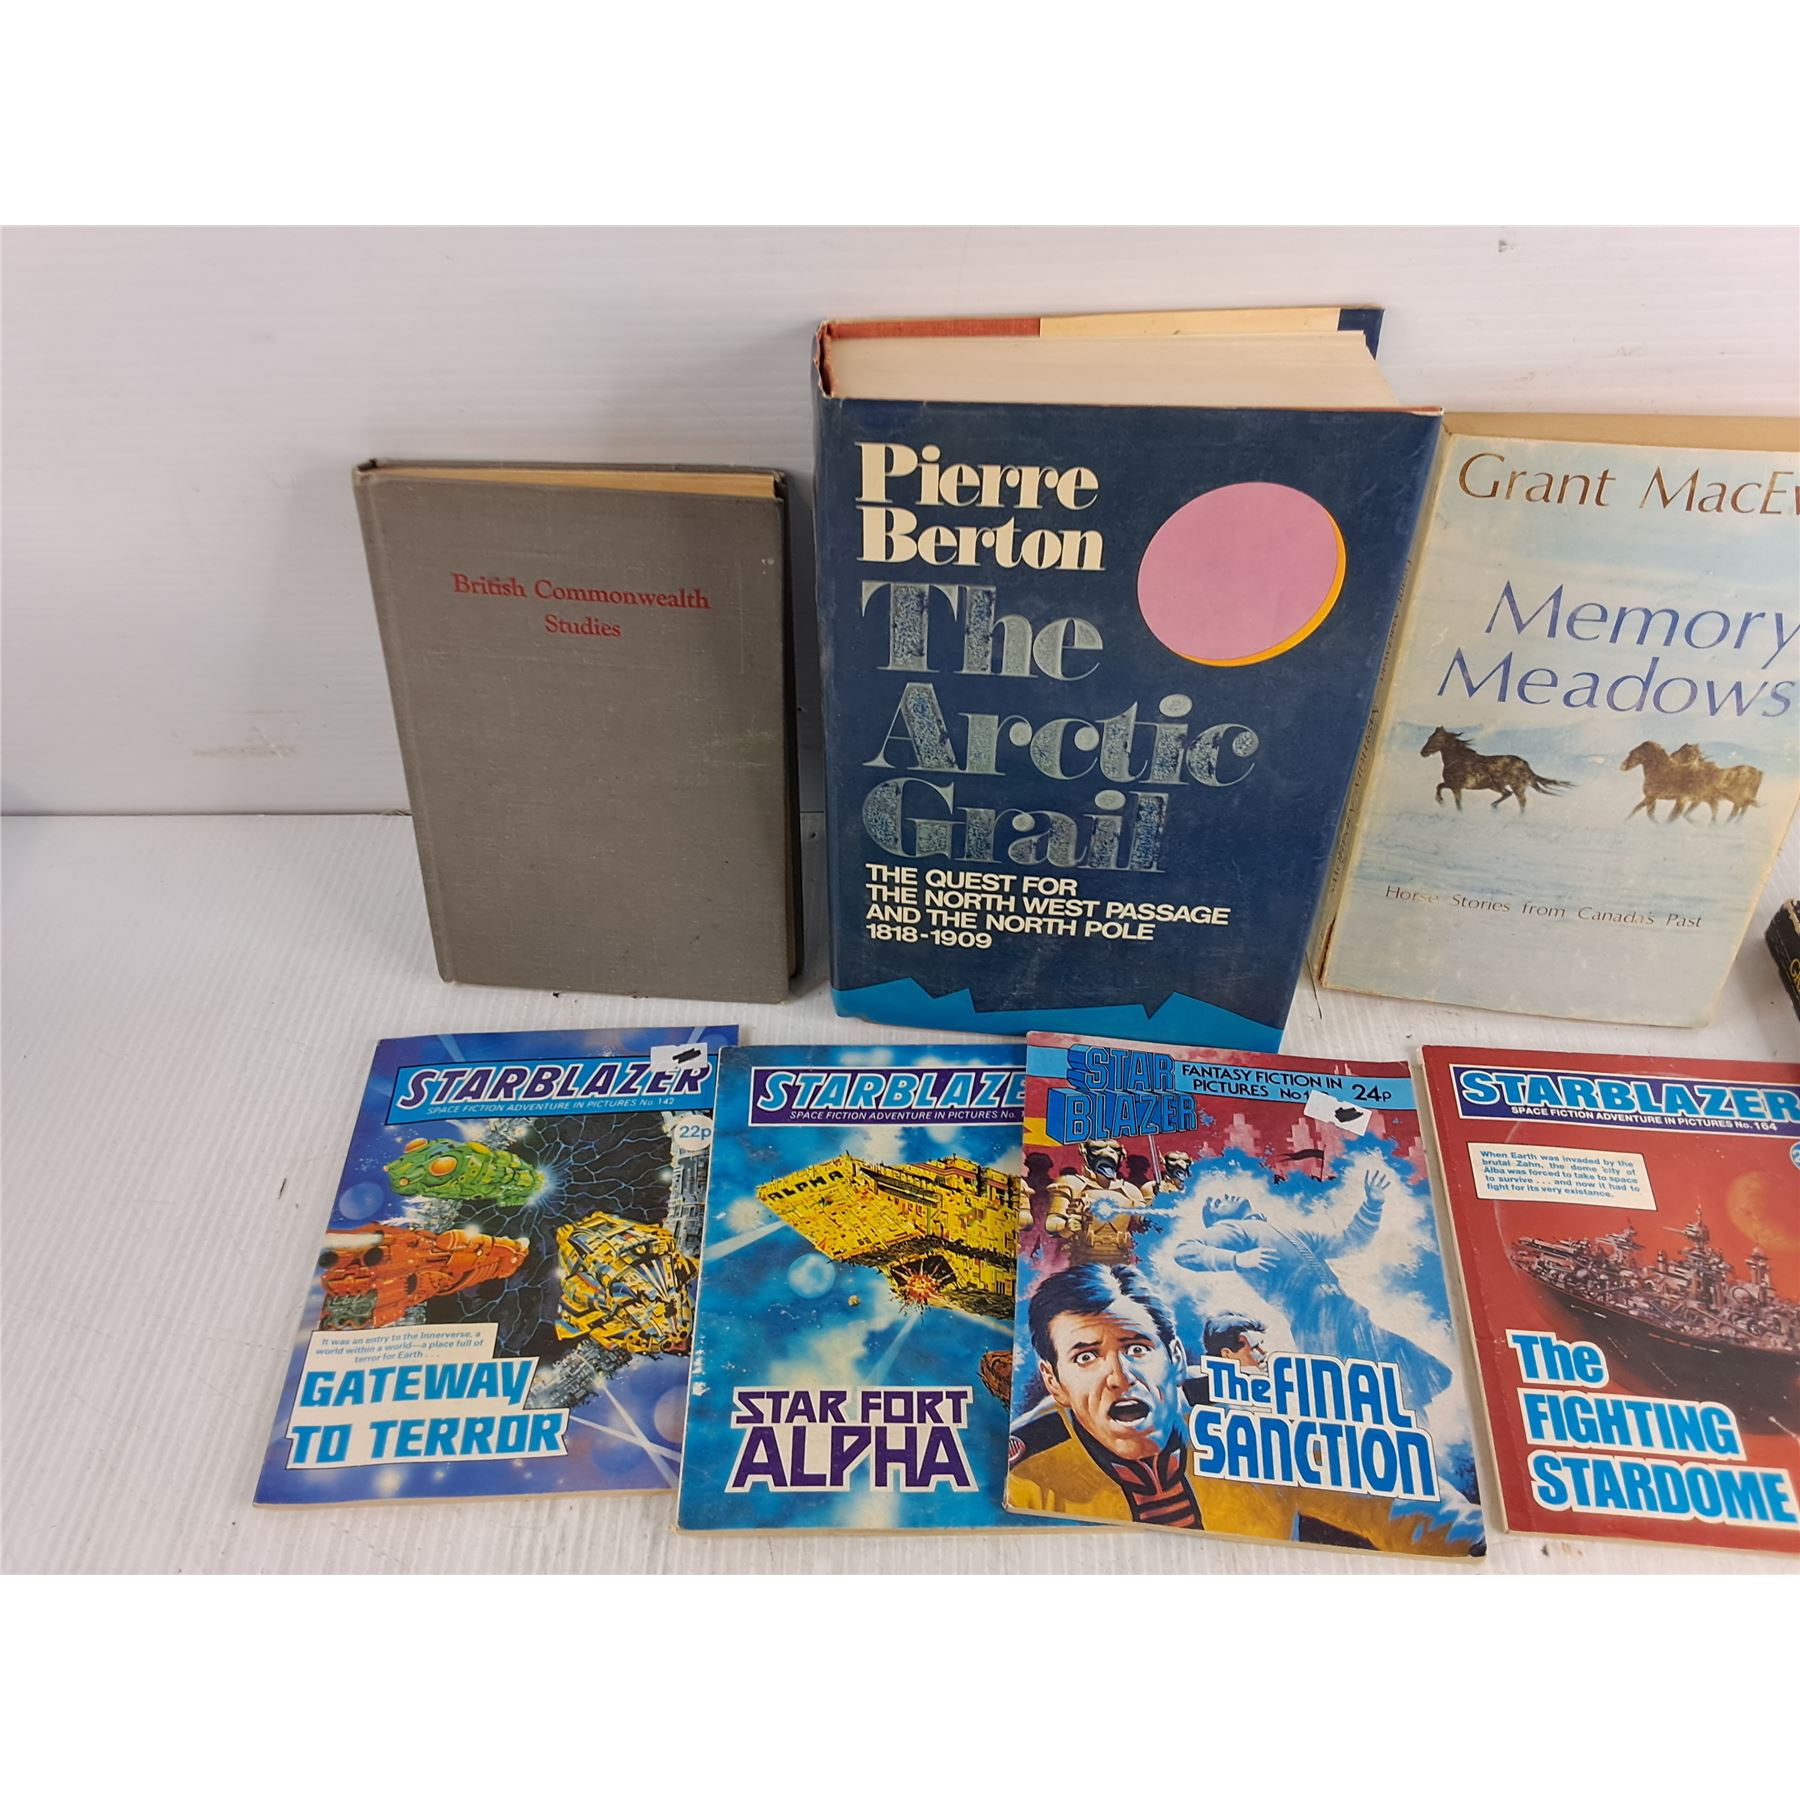 British Commonwealth
Studies
Pierre
Berton
The
Arctic
Grail
THE QUEST FOR
THE NORTH WEST PASSAGE
AND THE NORTH POLE
1818-1909
Grant
Memory
Meadows
Horse Stories from Canada's Past
STARBLAZER
SPACE FICTION ADVENTURE IN PICTURES No. 142
22p
It was an entry to the Innerverse, a
world within a world—a place full of
terror for Earth . . .
GATEWAY
TO TERROR
STARBLAZE
SPACE FICTION ADVENTURE IN PICTURES No.
ALPHA
STAR FORT
ALPHA
STAR
BLAZER
FANTASY FICTION IN
PICTURES No
24p
The FINAL
SANCTION
STARBLAZER
SPACE FICTION ADVENTURE IN PICTURES No. 164
When Earth was invaded by the
brutal Zahn, the dome 'city of
Alba was forced to take to space
to survive . . . and now it had to
fight for its very existance.
The
FIGHTING
STARDOME